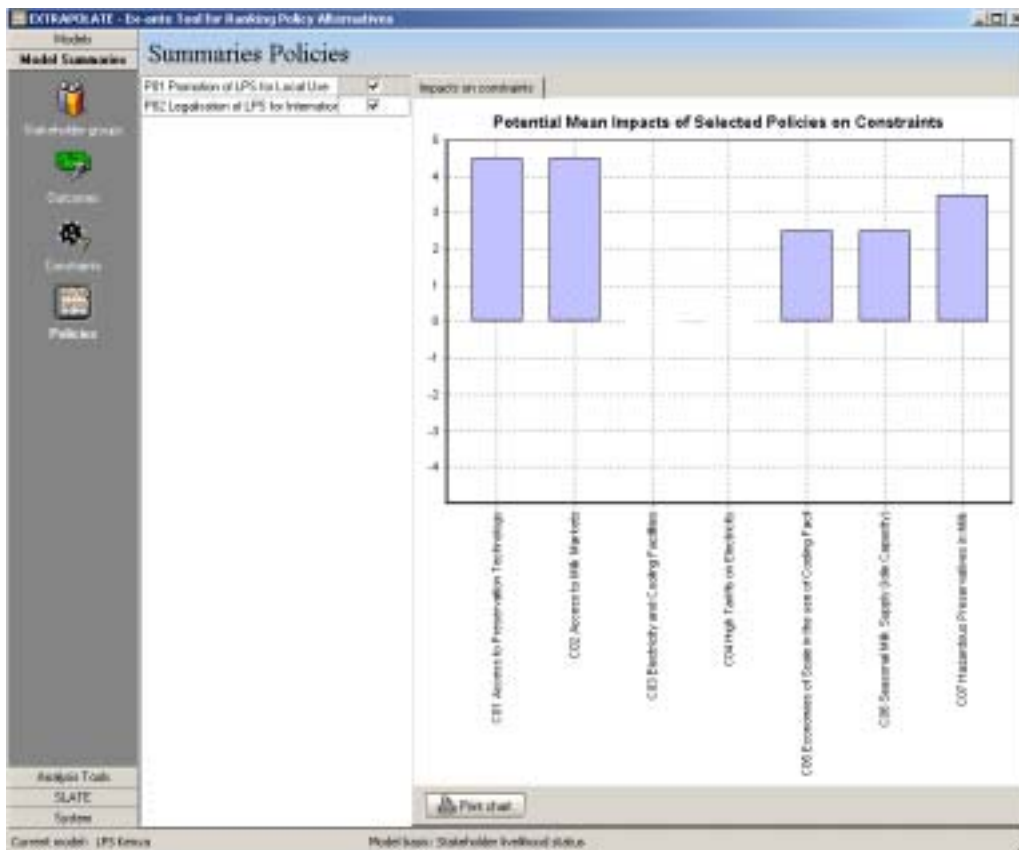 EXTRAPOLATE - Ex-ante Tool for Ranking Policy Alternatives
Models
Model Summaries
Stakeholder groups
Outcomes
Constraints
Policies
Analysis Tools
SLATE
System
Summaries Policies
P01 Promotion of LPS for Local Use
P02 Legalisation of LPS for Internation
Impacts on constraints
Potential Mean Impacts of Selected Policies on Constraints
5
4
3
2
1
0
-1
-2
-3
-4
C01 Access to Preservation Technology
C02 Access to Milk Markets
C03 Electricity and Cooling Facilities
C04 High Tariffs on Electricity
C05 Economies of Scale in the use of Cooling Facil
C06 Seasonal Milk Supply (Idle Capacity)
C07 Hazardous Preservatives in Milk
Print chart
Current model: LPS Kenya
Model basis: Stakeholder livelihood status